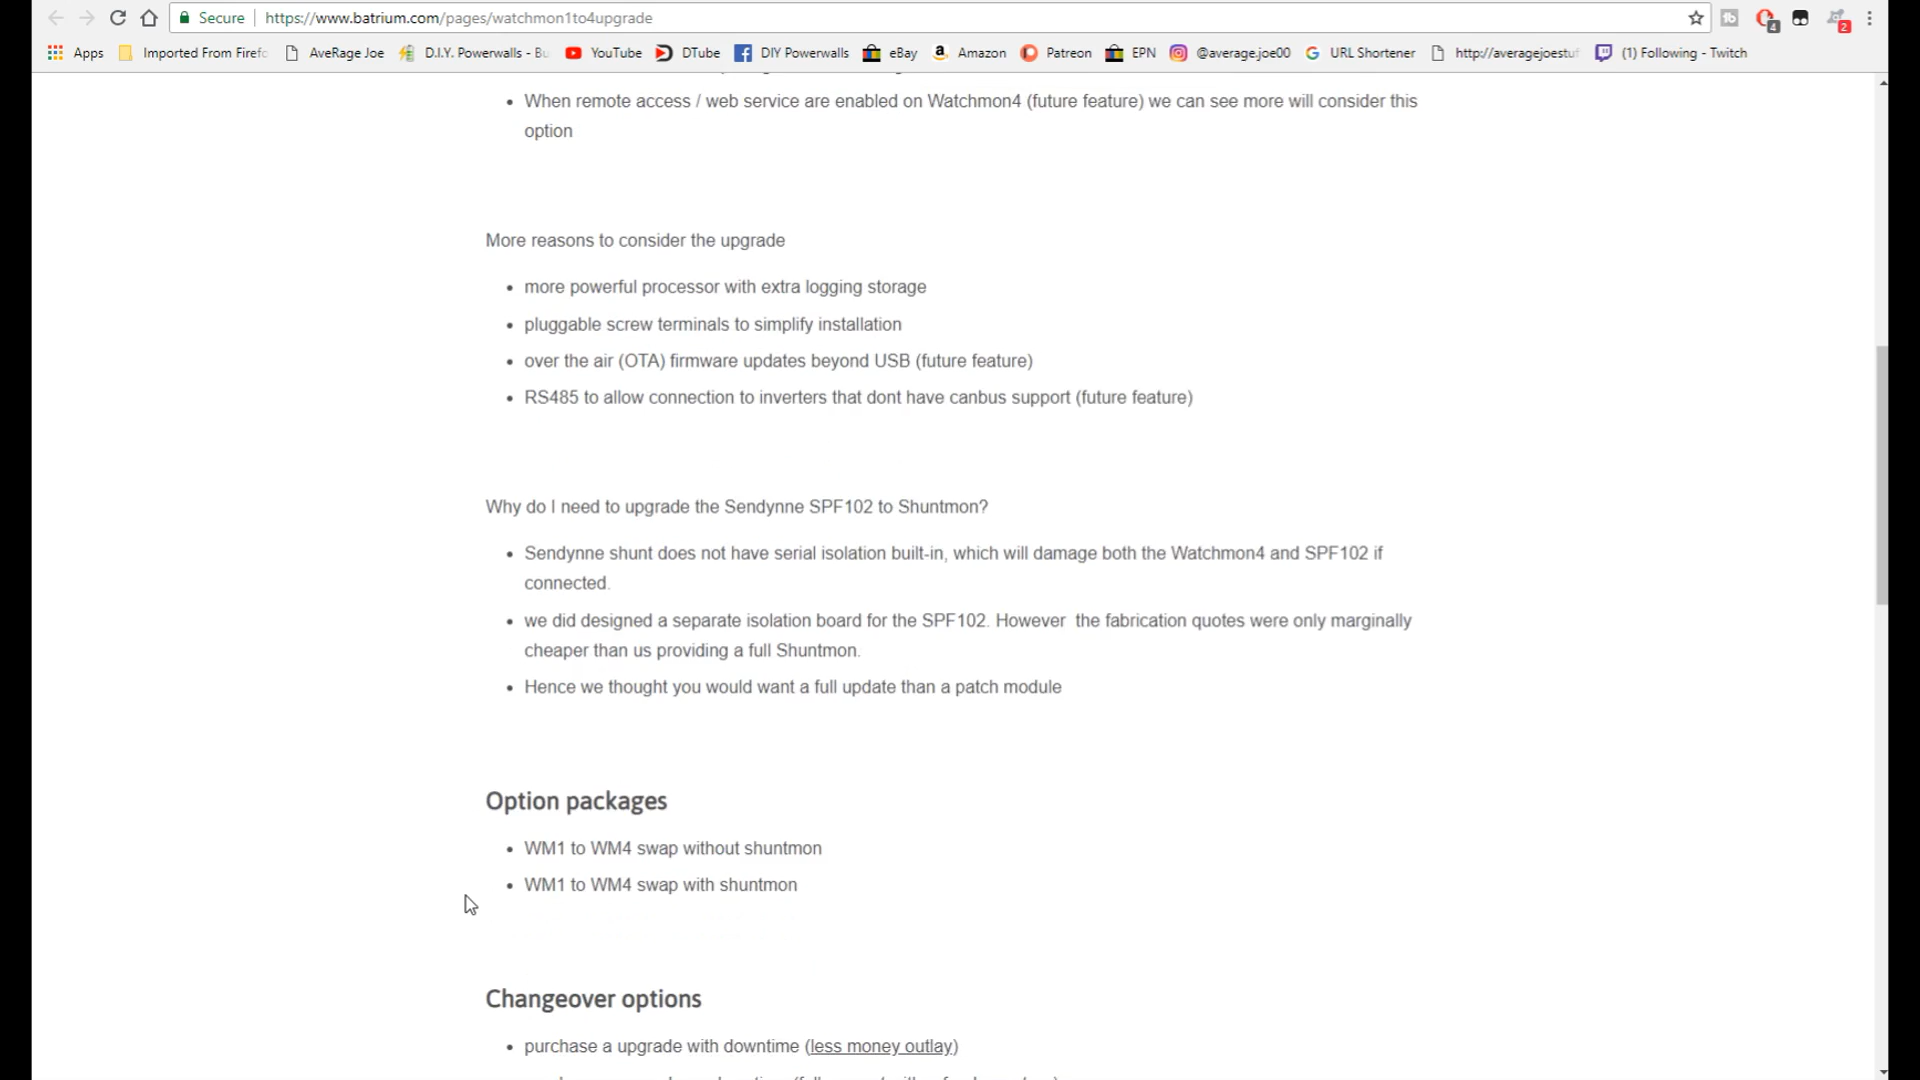 Secure https://www.batrium.com/pages/watchmon1to4upgrade
4
2
Apps Imported From Firefo AveRage Joe D.I.Y. Powerwalls - Bu YouTube DTube DIY Powerwalls eBay Amazon Patreon EPN @average.joe00 URL Shortener http://averagejoestuf (1) Following - Twitch
When remote access / web service are enabled on Watchmon4 (future feature) we can see more will consider this
option
More reasons to consider the upgrade
more powerful processor with extra logging storage
pluggable screw terminals to simplify installation
over the air (OTA) firmware updates beyond USB (future feature)
RS485 to allow connection to inverters that dont have canbus support (future feature)
Why do I need to upgrade the Sendynne SPF102 to Shuntmon?
Sendynne shunt does not have serial isolation built-in, which will damage both the Watchmon4 and SPF102 if
connected.
we did designed a separate isolation board for the SPF102. However the fabrication quotes were only marginally
cheaper than us providing a full Shuntmon.
Hence we thought you would want a full update than a patch module
Option packages
WM1 to WM4 swap without shuntmon
WM1 to WM4 swap with shuntmon
Changeover options
purchase a upgrade with downtime (less money outlay)